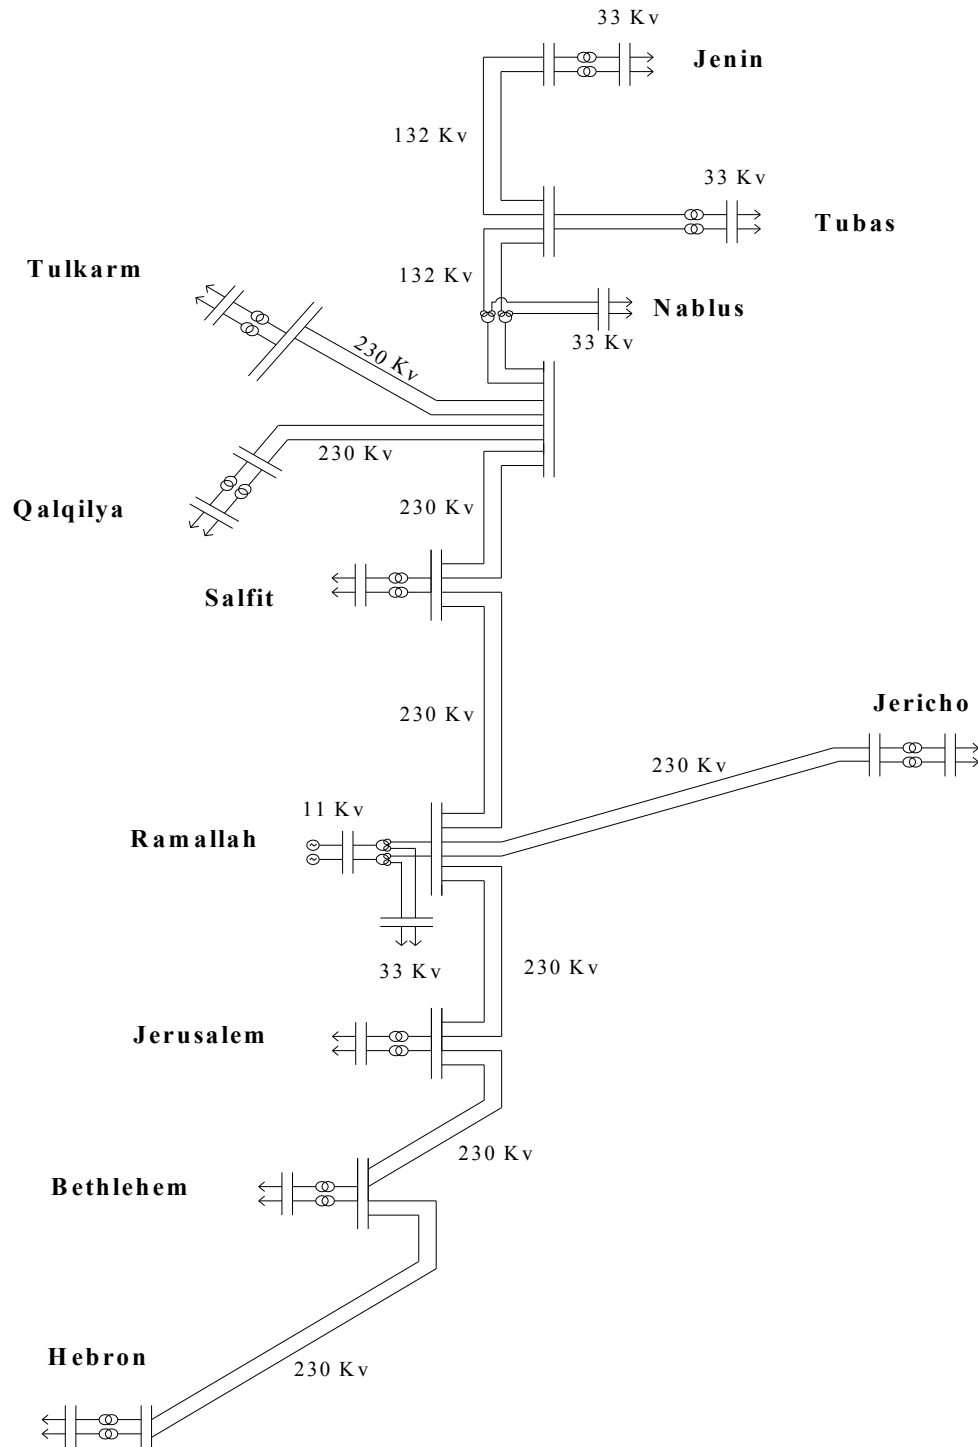 33 Kv
Jenin
132 Kv
33 Kv
Tubas
Tulkarm
132 Kv
Nablus
33 Kv
230 Kv
230 Kv
Qalqilya
230 Kv
Salfit
230 Kv
Jericho
230 Kv
11 Kv
Ramallah
33 Kv
230 Kv
Jerusalem
230 Kv
Bethlehem
Hebron
230 Kv